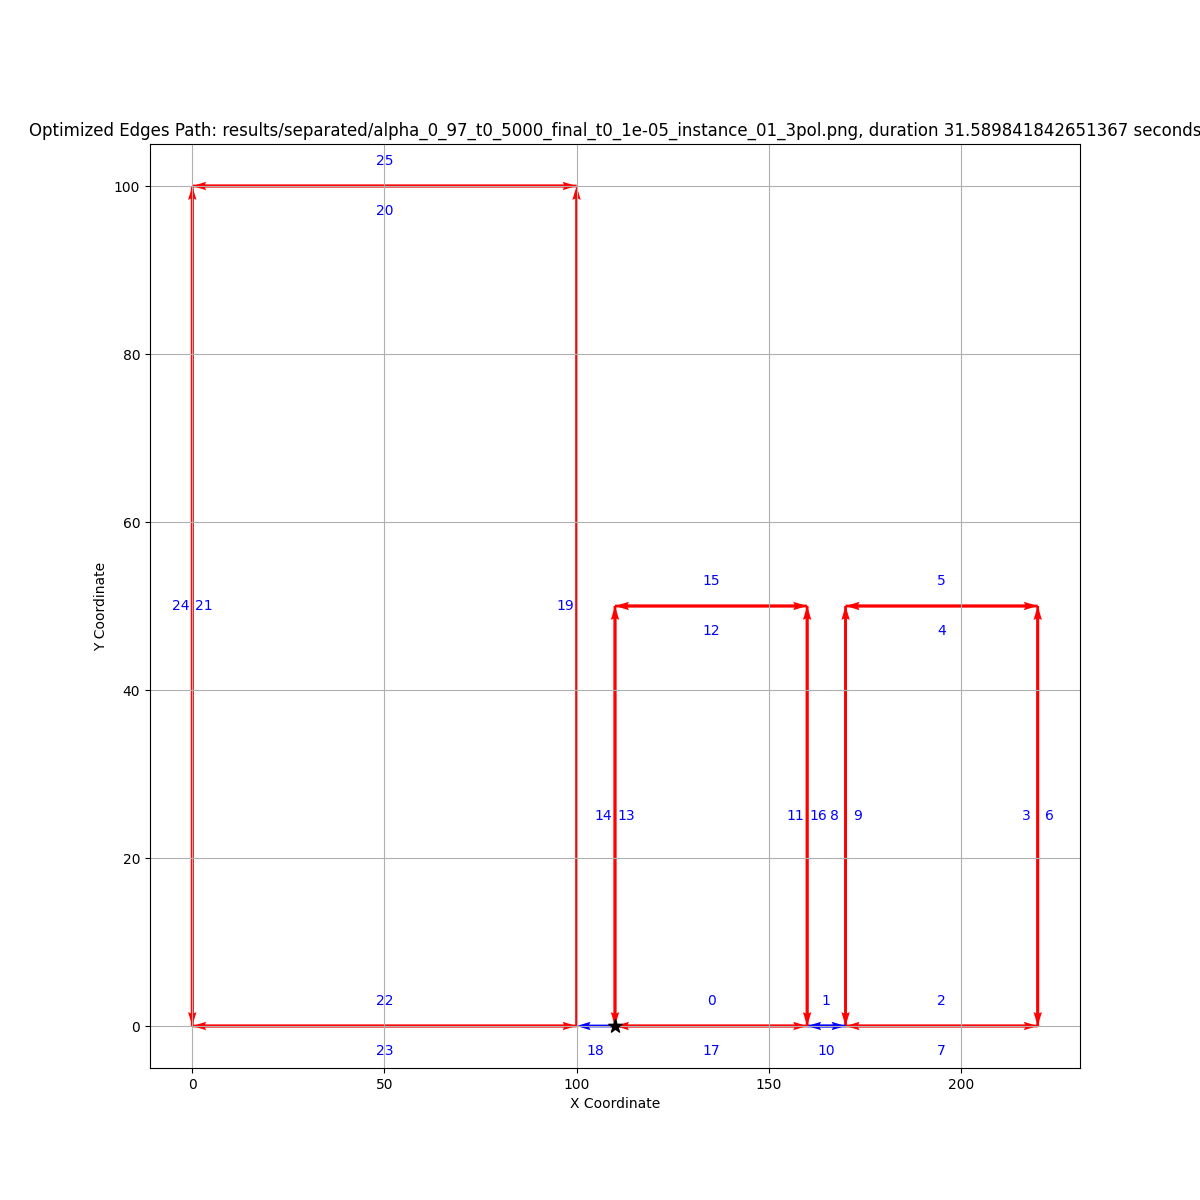 Optimized Edges Path: results/separated/alpha_0_97_t0_5000_final_t0_1e-05_instance_01_3pol.png, duration 31.589841842651367 seconds
25
100
20
80
60
15 5
24 21 19
12 4
40
14 13 11 16 8 9 3 6
20
22 0 1 2
0
23 18 17 10 7
0 50 100 150 200
X Coordinate
Y Coordinate